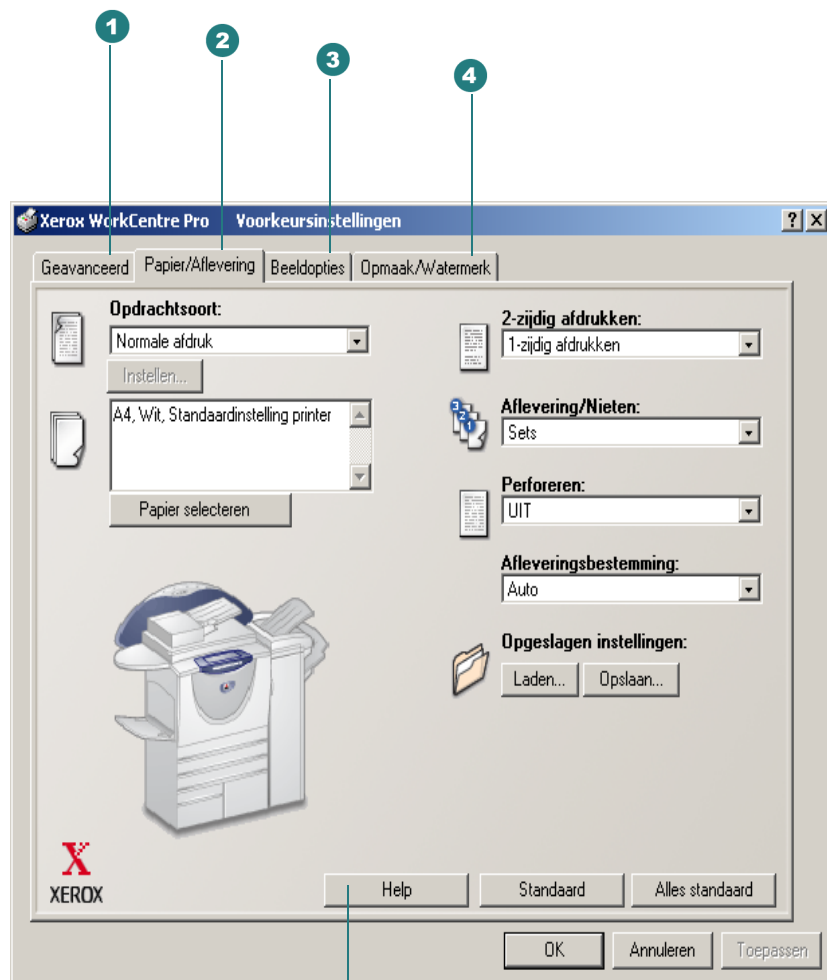 1
2
3
4
Xerox WorkCentre Pro Voorkeursinstellingen
Geavanceerd Papier/Aflevering Beeldopties Opmaak/Watermerk
Opdrachtsoort:
Normale afdruk
Instellen...
A4, Wit, Standaardinstelling printer
Papier selecteren
2-zijdig afdrukken:
1-zijdig afdrukken
Aflevering/Nieten:
Sets
Perforeren:
UIT
Afleveringsbestemming:
Auto
Opgeslagen instellingen:
Laden... Opslaan...
X
XEROX
Help Standaard Alles standaard
OK Annuleren Toepassen